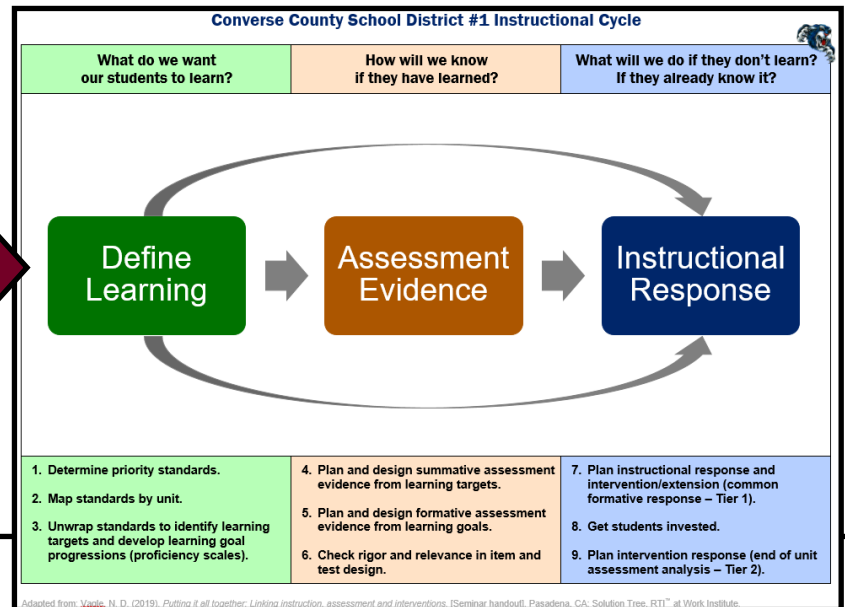 Converse County School District #1 Instructional Cycle
What do we want
our students to learn?
How will we know
if they have learned?
What will we do if they don't learn?
If they already know it?
Define
Learning
Assessment
Evidence
Instructional
Response
1. Determine priority standards.
2. Map standards by unit.
3. Unwrap standards to identify learning
targets and develop learning goal
progressions (proficiency scales).
4. Plan and design summative assessment
evidence from learning targets.
5. Plan and design formative assessment
evidence from learning goals.
6. Check rigor and relevance in item and
test design.
7. Plan instructional response and
intervention/extension (common
formative response – Tier 1).
8. Get students invested.
9. Plan intervention response (end of unit
assessment analysis – Tier 2).
Adapted from: Vagle, N. D. (2019). Putting it all together: Linking instruction, assessment and interventions. [Seminar handout]. Pasadena, CA: Solution Tree, RTI™ at Work Institute.